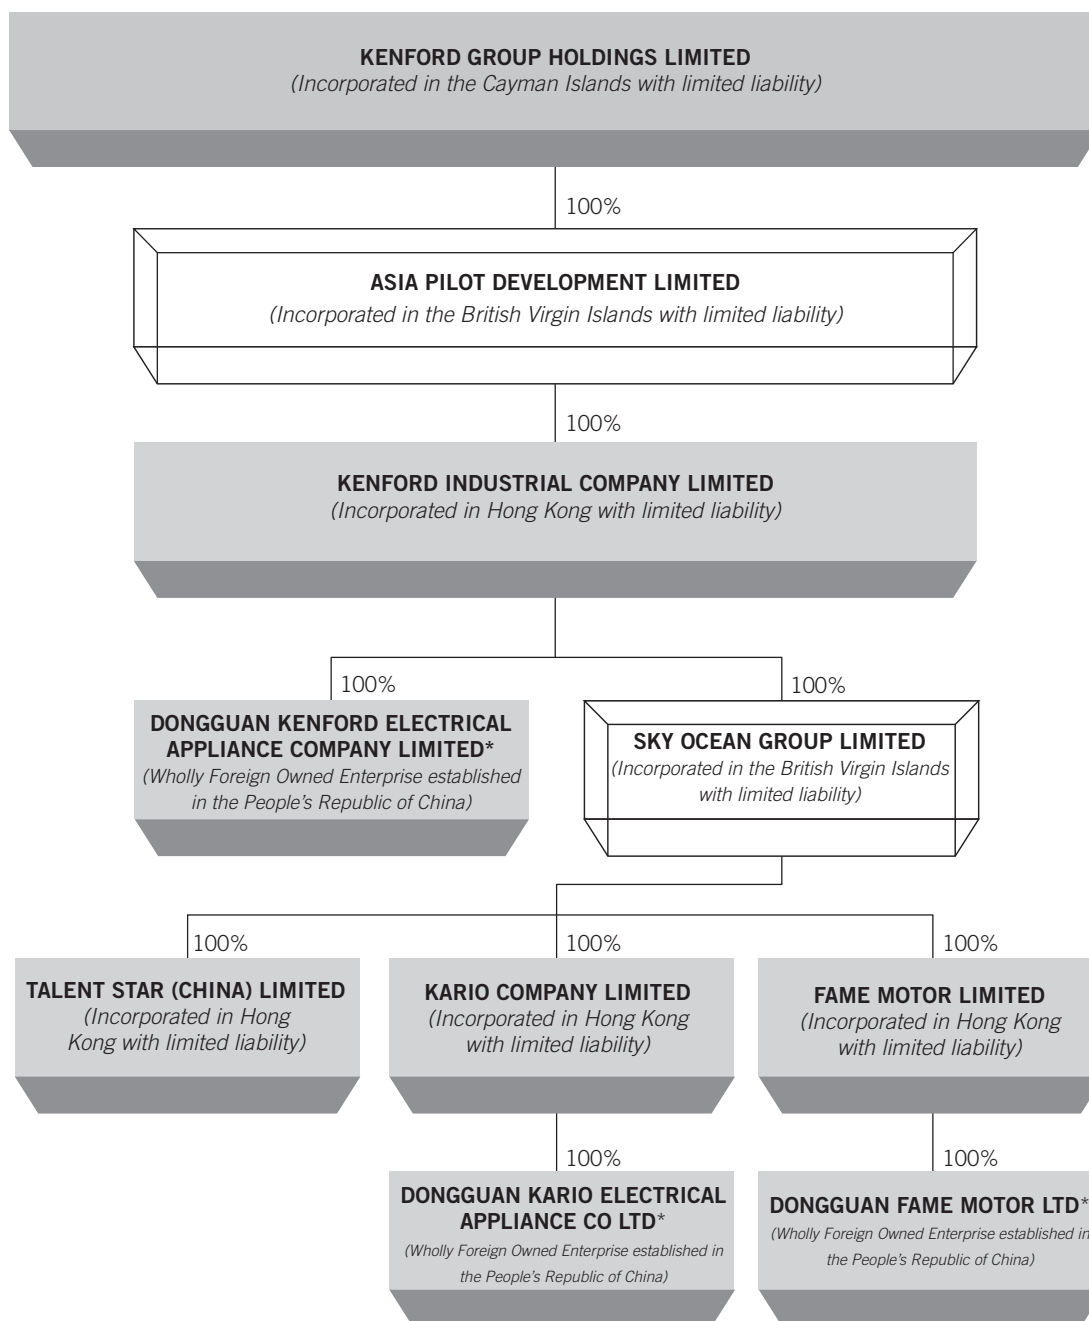 KENFORD GROUP HOLDINGS LIMITED
(Incorporated in the Cayman Islands with limited liability)
100%
ASIA PILOT DEVELOPMENT LIMITED
(Incorporated in the British Virgin Islands with limited liability)
100%
KENFORD INDUSTRIAL COMPANY LIMITED
(Incorporated in Hong Kong with limited liability)
100%
DONGGUAN KENFORD ELECTRICAL
APPLIANCE COMPANY LIMITED*
(Wholly Foreign Owned Enterprise established
in the People's Republic of China)
100%
SKY OCEAN GROUP LIMITED
(Incorporated in the British Virgin Islands
with limited liability)
100%
TALENT STAR (CHINA) LIMITED
(Incorporated in Hong
Kong with limited liability)
100%
KARIO COMPANY LIMITED
(Incorporated in Hong Kong
with limited liability)
100%
FAME MOTOR LIMITED
(Incorporated in Hong Kong
with limited liability)
100%
DONGGUAN KARIO ELECTRICAL
APPLIANCE CO LTD*
(Wholly Foreign Owned Enterprise established in
the People's Republic of China)
100%
DONGGUAN FAME MOTOR LTD*
(Wholly Foreign Owned Enterprise established in
the People's Republic of China)